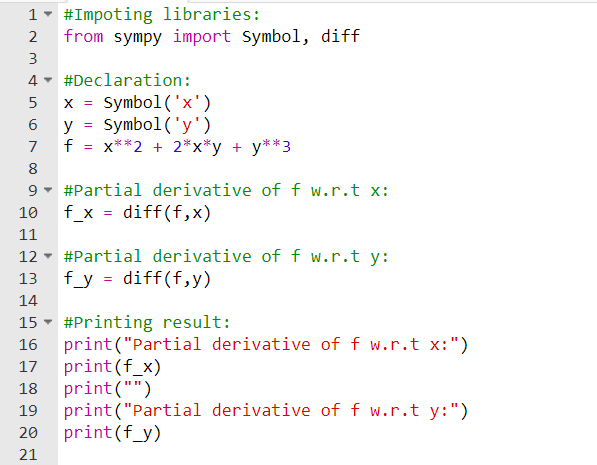 1 #Impoting libraries:
2 from sympy import Symbol, diff
3
4 #Declaration:
5 x = Symbol('x')
6 y = Symbol('y')
7 f = x**2 + 2*x*y + y**3
8
9 #Partial derivative of f w.r.t x:
10 f_x = diff(f,x)
11
12 #Partial derivative of f w.r.t y:
13 f_y = diff(f,y)
14
15 #Printing result:
16 print("Partial derivative of f w.r.t x:")
17 print(f_x)
18 print("")
19 print("Partial derivative of f w.r.t y:")
20 print(f_y)
21